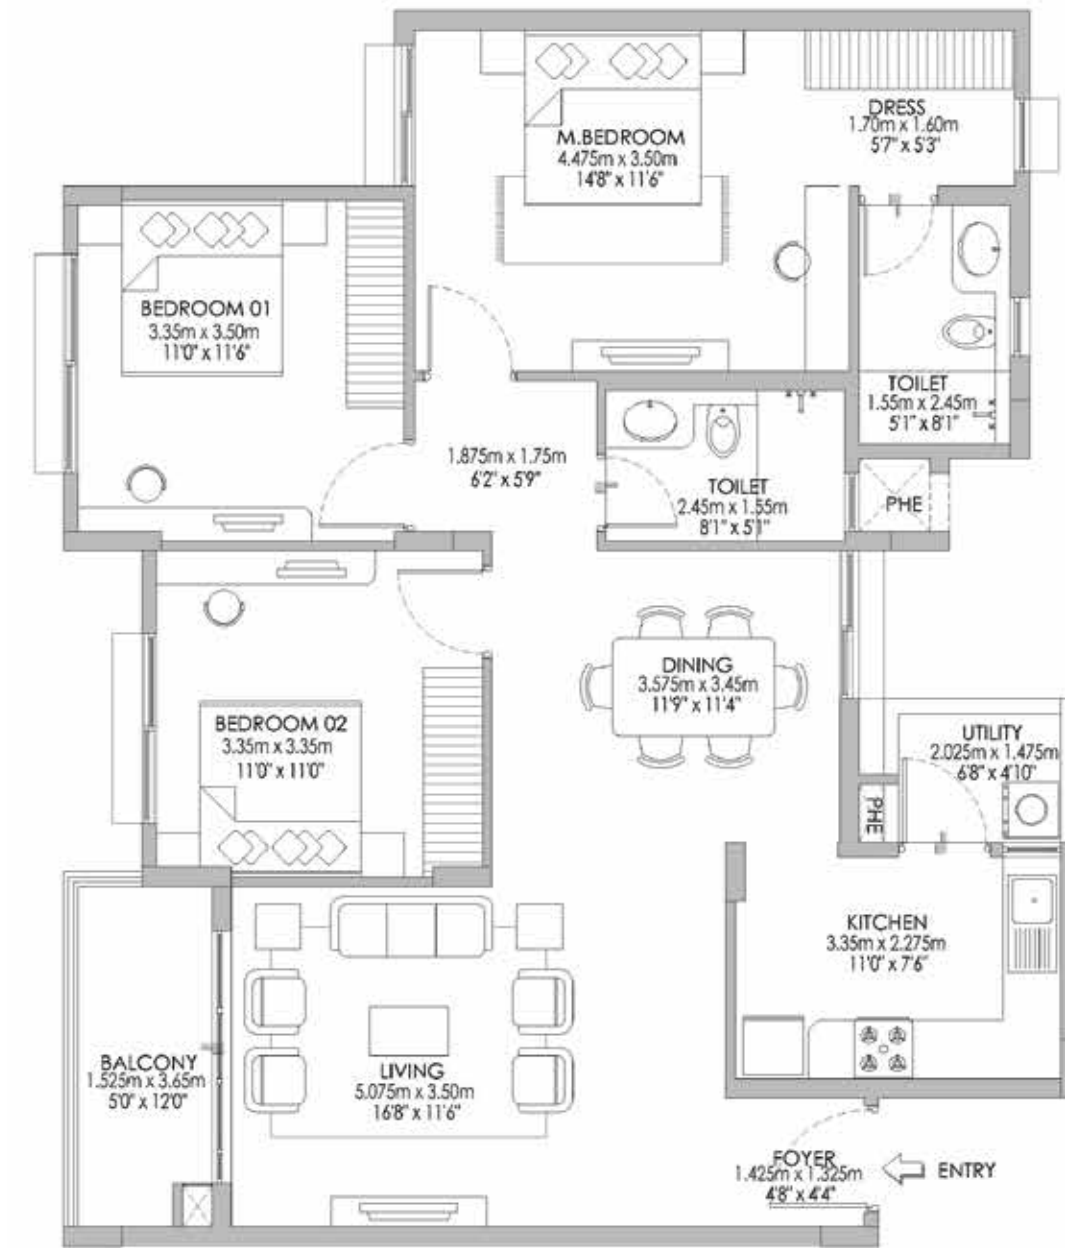 DRESS
1.70m x 1.60m
5'7" x 5'3"
M.BEDROOM
4.475m x 3.50m
14'8" x 11'6"
BEDROOM 01
3.35m x 3.50m
11'0" x 11'6"
TOILET
1.55m x 2.45m
5'1" x 8'1"
1.875m x 1.75m
6'2" x 5'9"
TOILET
2.45m x 1.55m
8'1" x 5'1"
PHE
DINING
3.575m x 3.45m
11'9" x 11'4"
BEDROOM 02
3.35m x 3.35m
11'0" x 11'0"
UTILITY
2.025m x 1.475m
6'8" x 4'10"
PHE
KITCHEN
3.35m x 2.275m
11'0" x 7'6"
BALCONY
1.525m x 3.65m
5'0" x 12'0"
LIVING
5.075m x 3.50m
16'8" x 11'6"
FOYER
1.425m x 1.325m
4'8" x 4'4"
ENTRY